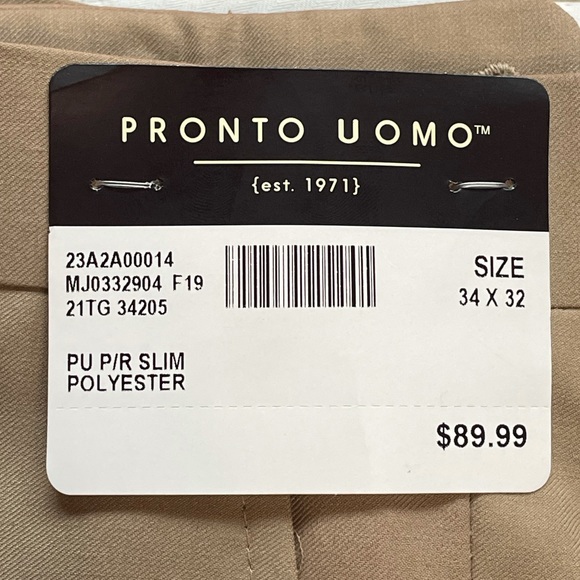 PRONTO UOMO™
{est. 1971}
23A2A00014
MJ0332904 F19
21TG 34205
SIZE
34 X 32
PU P/R SLIM
POLYESTER
$89.99